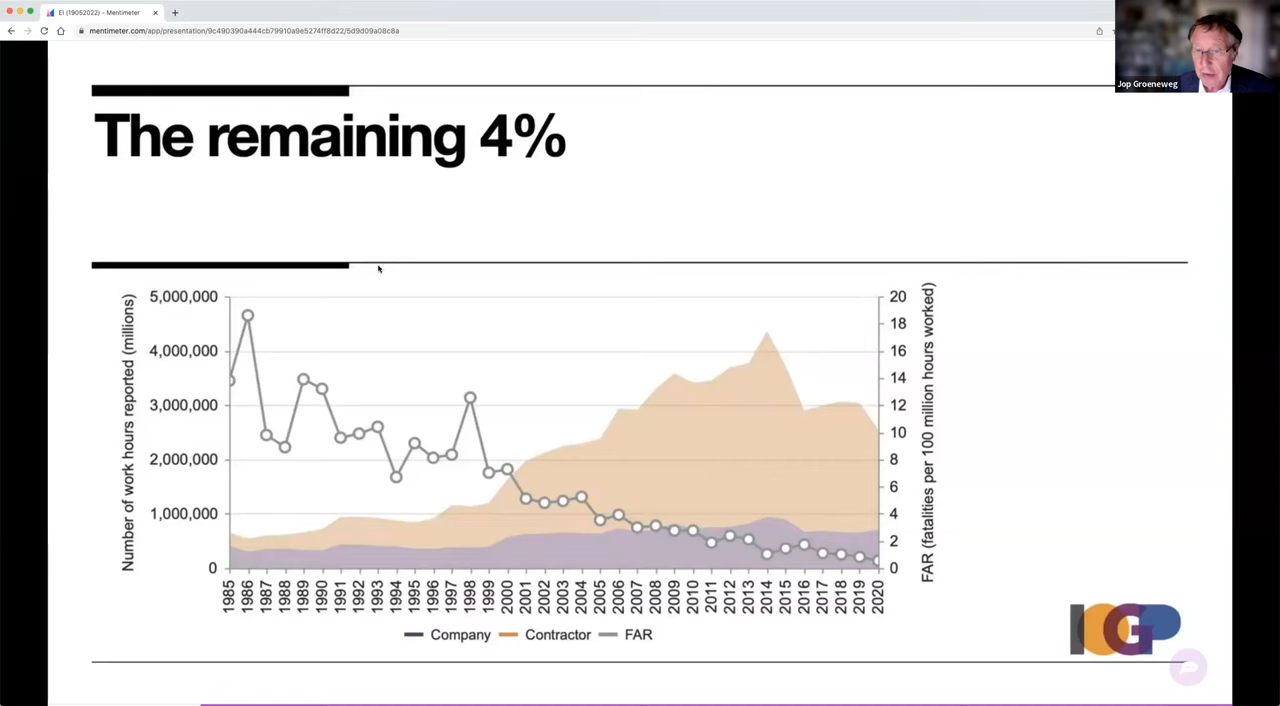 EI (19052022) - Mentimeter
mentimeter.com/app/presentation/9c490390a444cb79910a9e5274ff8d22/5d9d09a08c8a
Jop Groeneweg
The remaining 4%
Number of work hours reported (millions)
5,000,000
4,000,000
3,000,000
2,000,000
1,000,000
0
20
18
16
14
12
10
8
6
4
2
0
FAR (fatalities per 100 million hours worked)
1985 1986 1987 1988 1989 1990 1991 1992 1993 1994 1995 1996 1997 1998 1999 2000 2001 2002 2003 2004 2005 2006 2007 2008 2009 2010 2011 2012 2013 2014 2015 2016 2017 2018 2019 2020
Company Contractor FAR
IOGP